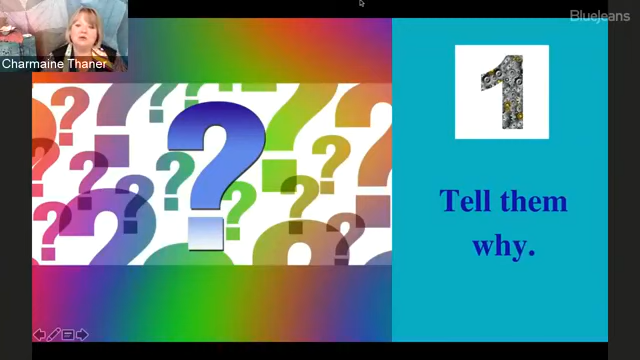 BlueJeans
Charmaine Thaner
1
Tell them
why.
?